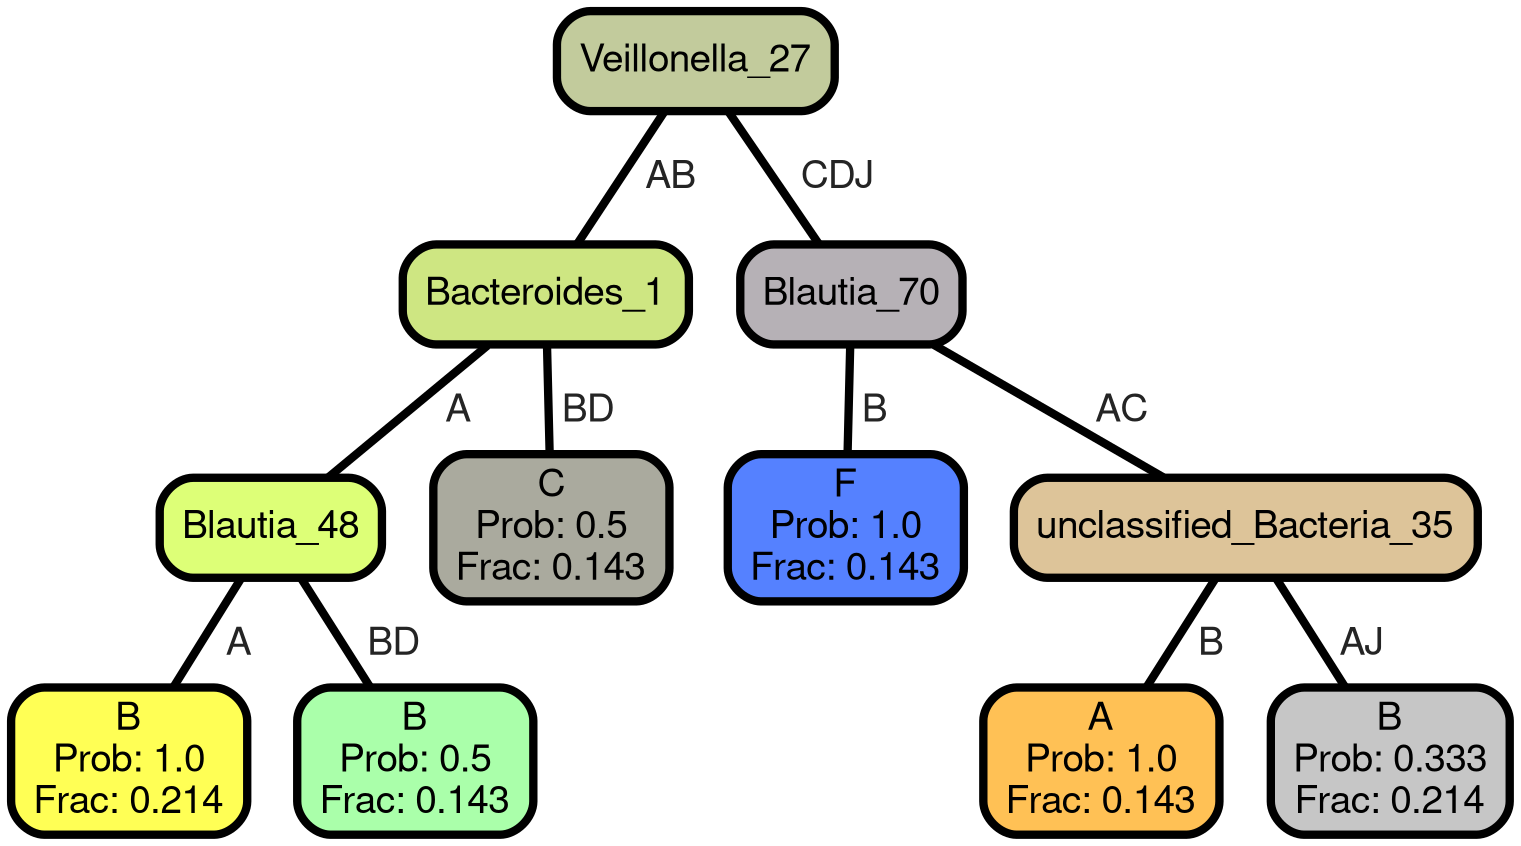 Veillonella_27
AB
CDJ
Bacteroides_1
Blautia_70
A
BD
B
AC
Blautia_48
C
Prob: 0.5
Frac: 0.143
F
Prob: 1.0
Frac: 0.143
unclassified_Bacteria_35
A
BD
B
AJ
B
Prob: 1.0
Frac: 0.214
B
Prob: 0.5
Frac: 0.143
A
Prob: 1.0
Frac: 0.143
B
Prob: 0.333
Frac: 0.214